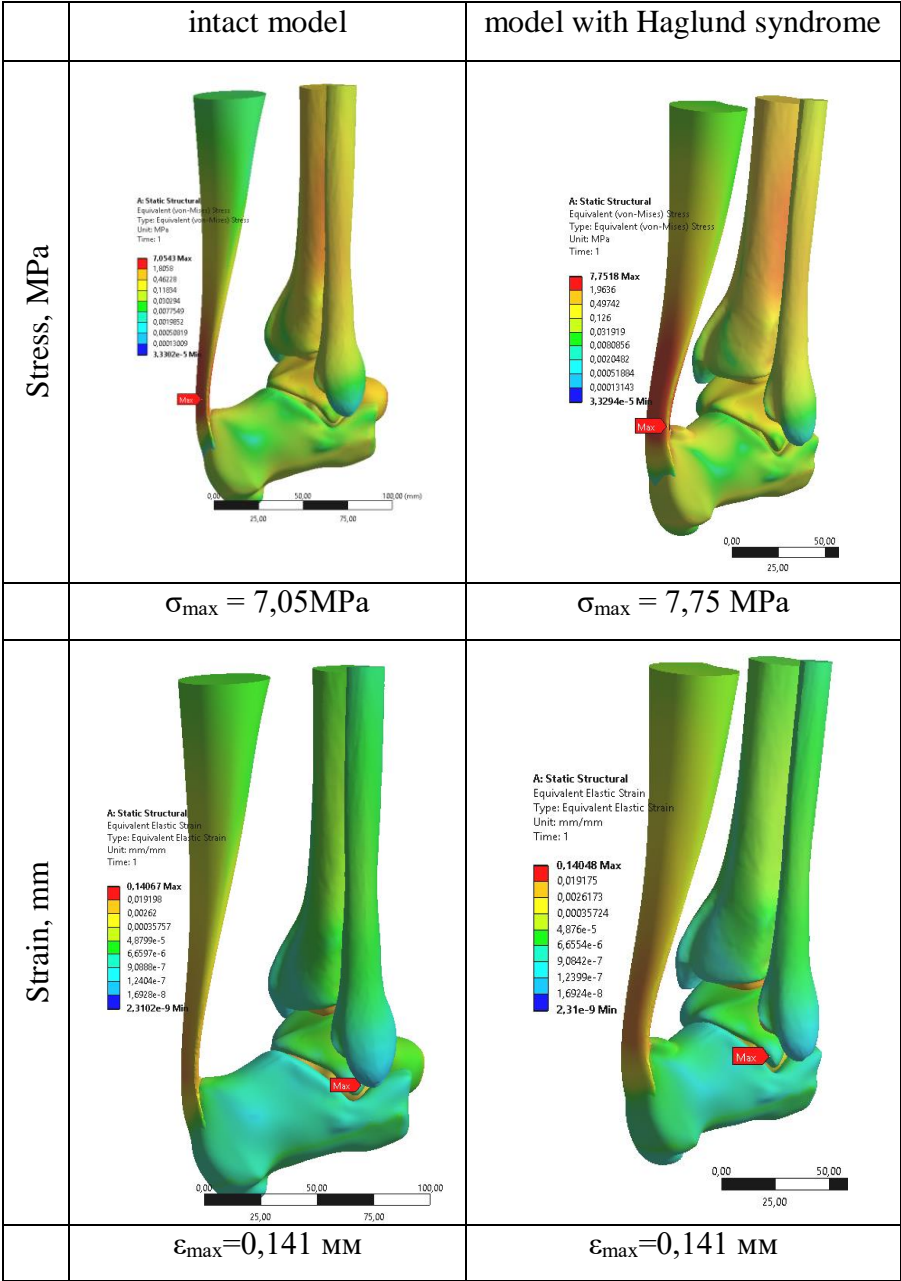 intact model
model with Haglund syndrome
Stress, MPa
A: Static Structural
Equivalent (von-Mises) Stress
Type: Equivalent (von-Mises) Stress
Unit: MPa
Time: 1
7,0543 Max
1,8058
0,46228
0,11834
0,030294
0,0077549
0,0019852
0,00050819
0,00013009
3,3302e-5 Min
Max
0,00 50,00 100,00 (mm)
25,00 75,00
A: Static Structural
Equivalent (von-Mises) Stress
Type: Equivalent (von-Mises) Stress
Unit: MPa
Time: 1
7,7518 Max
1,9636
0,49742
0,126
0,031919
0,0080856
0,0020482
0,00051884
0,00013143
3,3294e-5 Min
Max
0,00 50,00
25,00
σmax = 7,05MPa
σmax = 7,75 MPa
Strain, mm
A: Static Structural
Equivalent Elastic Strain
Type: Equivalent Elastic Strain
Unit: mm/mm
Time: 1
0,14067 Max
0,019198
0,00262
0,00035757
4,8799e-5
6,6597e-6
9,0888e-7
1,2404e-7
1,6928e-8
2,3102e-9 Min
Max
0,00 50,00 100,00
25,00 75,00
A: Static Structural
Equivalent Elastic Strain
Type: Equivalent Elastic Strain
Unit: mm/mm
Time: 1
0,14048 Max
0,019175
0,0026173
0,00035724
4,876e-5
6,6554e-6
9,0842e-7
1,2399e-7
1,6924e-8
2,31e-9 Min
Max
0,00 50,00
25,00
εmax=0,141 мм
εmax=0,141 мм